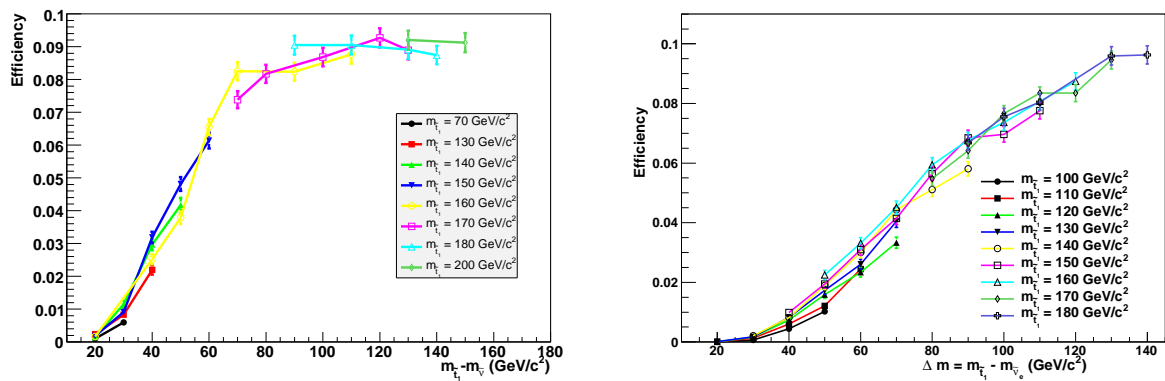 Efficiency
0.1
0.09
0.08
0.07
0.06
0.05
0.04
0.03
0.02
0.01
0
20 40 60 80 100 120 140 160 180
m_t̃₁-m_ν̃ (GeV/c²)
m_t̃₁ = 70 GeV/c²
m_t̃₁ = 130 GeV/c²
m_t̃₁ = 140 GeV/c²
m_t̃₁ = 150 GeV/c²
m_t̃₁ = 160 GeV/c²
m_t̃₁ = 170 GeV/c²
m_t̃₁ = 180 GeV/c²
m_t̃₁ = 200 GeV/c²
Efficiency
0.1
0.08
0.06
0.04
0.02
0
20 40 60 80 100 120 140
Δ m = m_t̃₁ - m_ν̃ₑ (GeV/c²)
m_t̃₁ = 100 GeV/c²
m_t̃₁ = 110 GeV/c²
m_t̃₁ = 120 GeV/c²
m_t̃₁ = 130 GeV/c²
m_t̃₁ = 140 GeV/c²
m_t̃₁ = 150 GeV/c²
m_t̃₁ = 160 GeV/c²
m_t̃₁ = 170 GeV/c²
m_t̃₁ = 180 GeV/c²